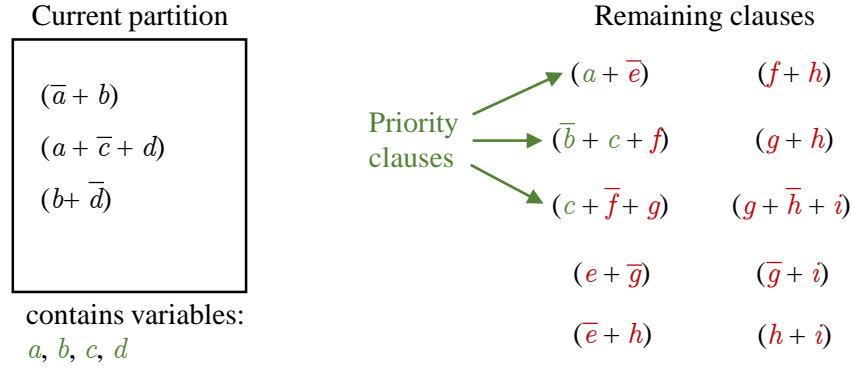 Current partition
(a̅ + b)
(a + c̅ + d)
(b+ d̅)
contains variables:
a, b, c, d
Priority
clauses
Remaining clauses
(a + e̅) (f + h)
(b̅ + c + f) (g + h)
(c + f̅ + g) (g + h̅ + i)
(e + g̅) (g̅ + i)
(e̅ + h) (h + i)